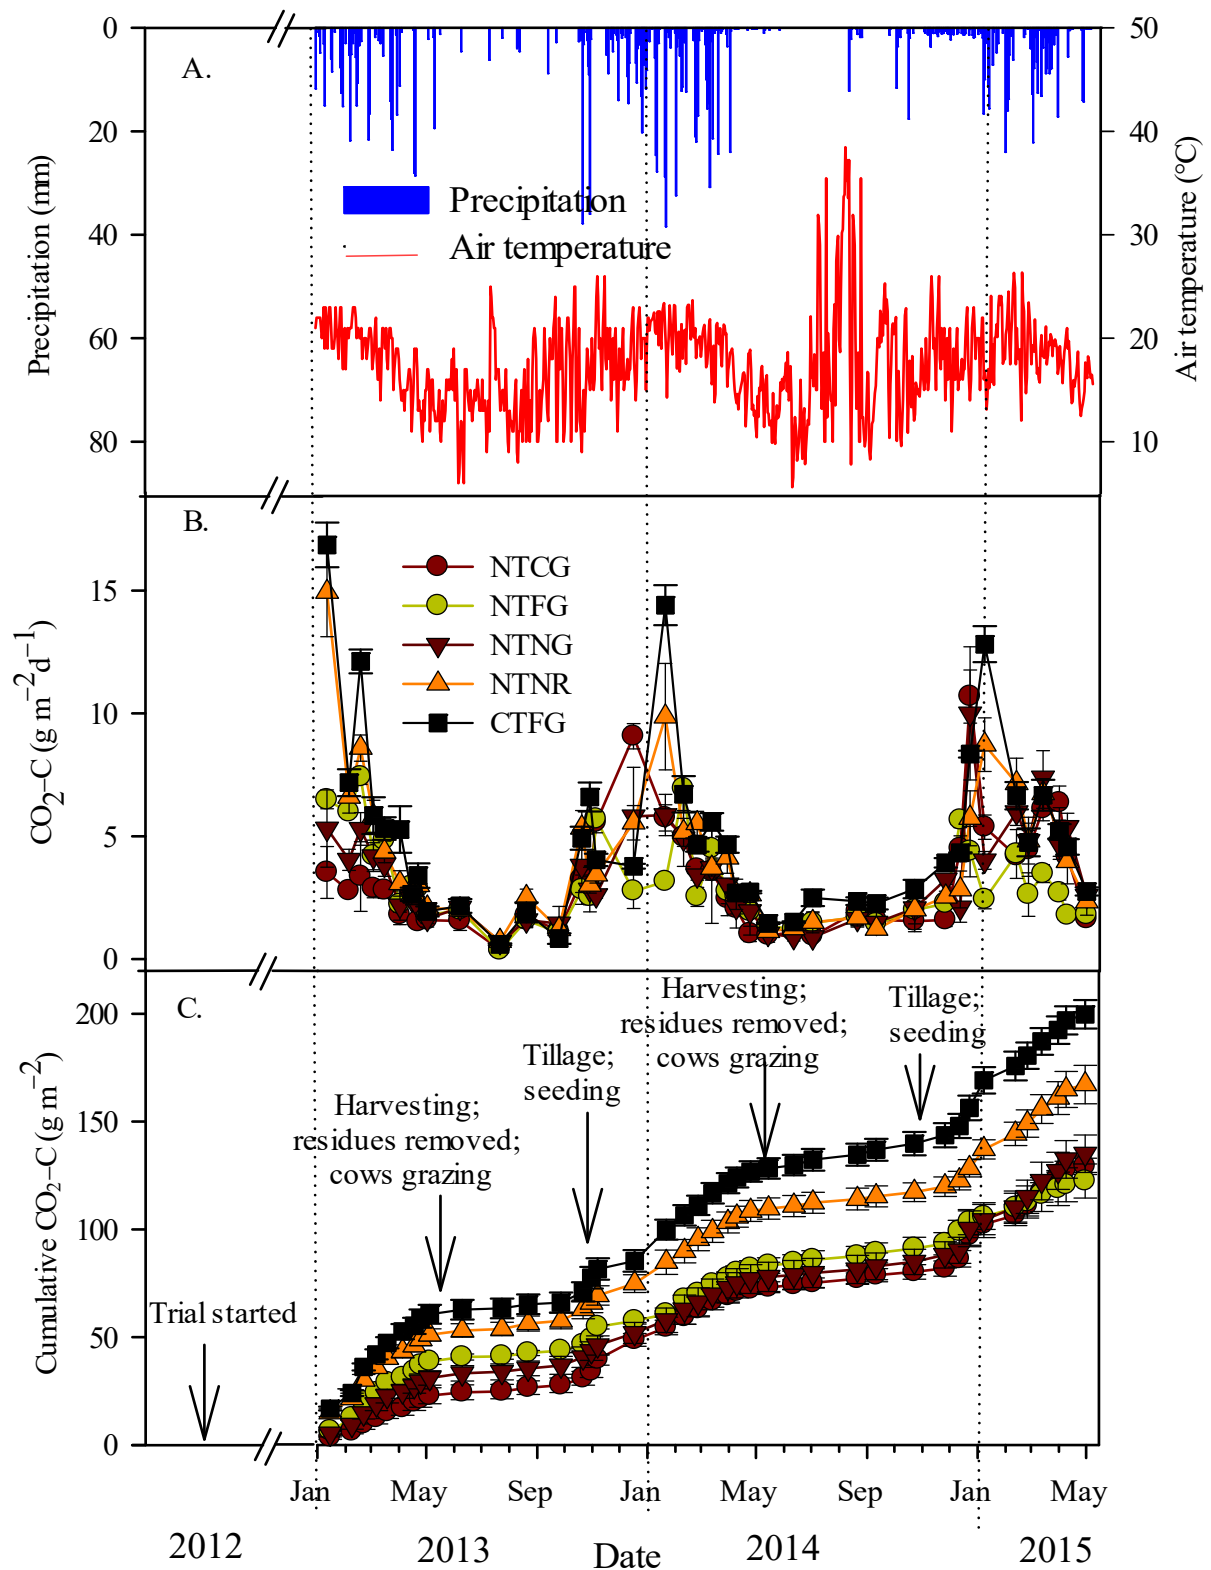 0
50
A.
20
40
Precipitation (mm)
Air temperature (°C)
Precipitation
40
30
Air temperature
60
20
80
10
B.
15
NTCG
NTFG
NTNG
NTNR
CTFG
10
CO2–C (g m−2d−1)
5
0
200
C.
Harvesting;
residues removed;
cows grazing
Tillage;
seeding
150
Tillage;
seeding
Harvesting;
residues removed;
cows grazing
Cumulative CO2–C (g m−2)
100
50
Trial started
0
Jan
May
Sep
Jan
May
Sep
Jan
May
2012
2013
Date
2014
2015